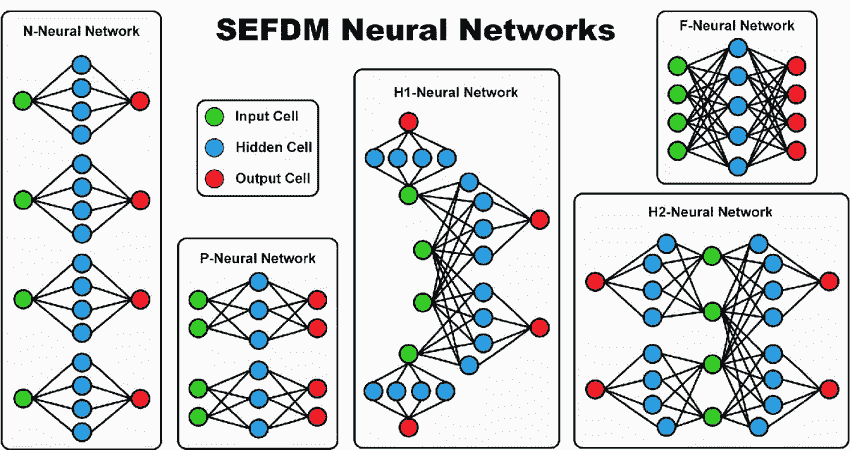 SEFDM Neural Networks
N-Neural Network
Input Cell
Hidden Cell
Output Cell
P-Neural Network
H1-Neural Network
F-Neural Network
H2-Neural Network